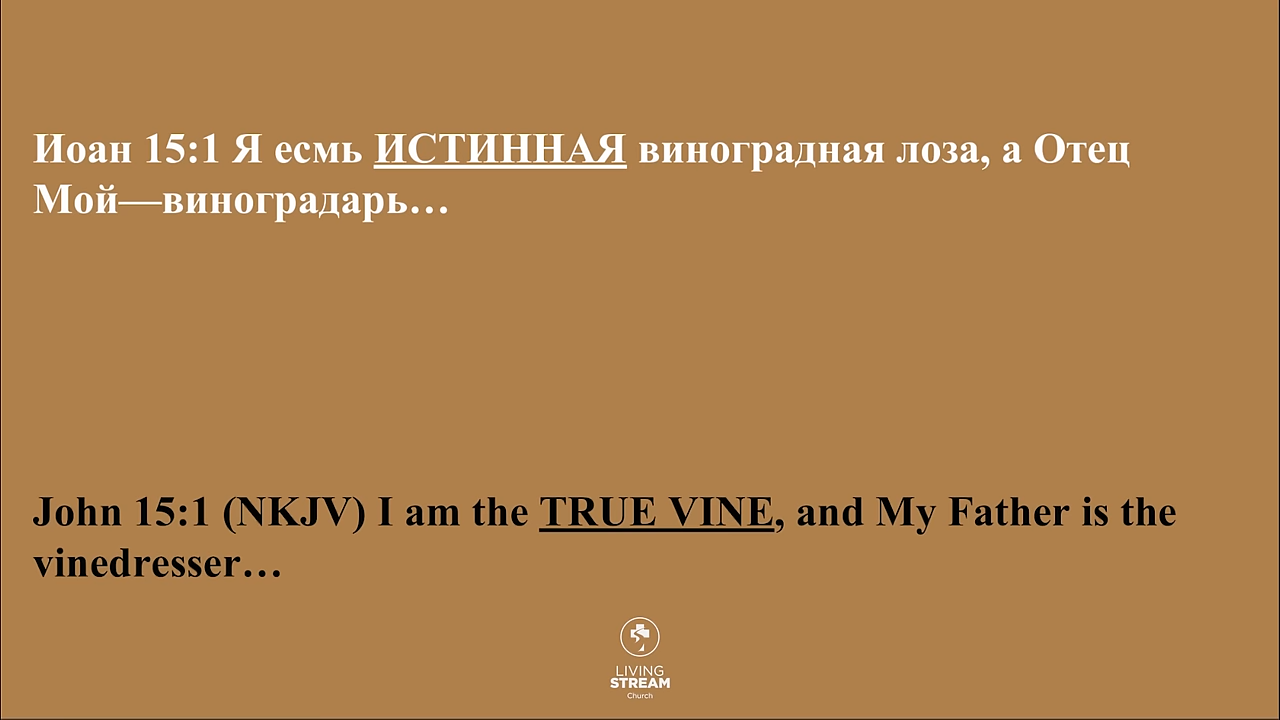 Иоан 15:1 Я есмь ИСТИННАЯ виноградная лоза, а Отец
Мой—виноградарь…
John 15:1 (NKJV) I am the TRUE VINE, and My Father is the
vinedresser…
LIVING
STREAM
Church